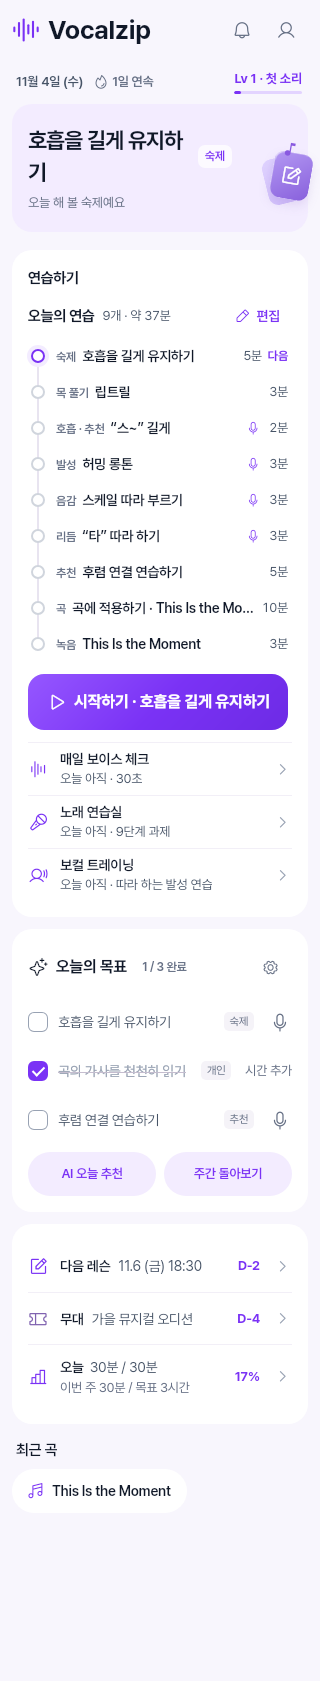 Vocalzip
11월 4일 (수) 1일 연속 Lv 1 · 첫 소리
호흡을 길게 유지하
기
숙제
오늘 해 볼 숙제예요
연습하기
오늘의 연습 9개 · 약 37분 편집
숙제 호흡을 길게 유지하기 5분 다음
목 풀기 립트릴 3분
호흡 · 추천 “스~” 길게 2분
발성 허밍 롱톤 3분
음감 스케일 따라 부르기 3분
리듬 “타” 따라 하기 3분
추천 후렴 연결 연습하기 5분
곡 곡에 적용하기 · This Is the Mo... 10분
녹음 This Is the Moment 3분
시작하기 · 호흡을 길게 유지하기
매일 보이스 체크
오늘 아직 · 30초
노래 연습실
오늘 아직 · 9단계 과제
보컬 트레이닝
오늘 아직 · 따라 하는 발성 연습
오늘의 목표 1 / 3 완료
호흡을 길게 유지하기 숙제
곡의 가사를 천천히 읽기 개인 시간 추가
후렴 연결 연습하기 추천
AI 오늘 추천 주간 돌아보기
다음 레슨 11.6 (금) 18:30 D-2
무대 가을 뮤지컬 오디션 D-4
오늘 30분 / 30분
이번 주 30분 / 목표 3시간 17%
최근 곡
This Is the Moment